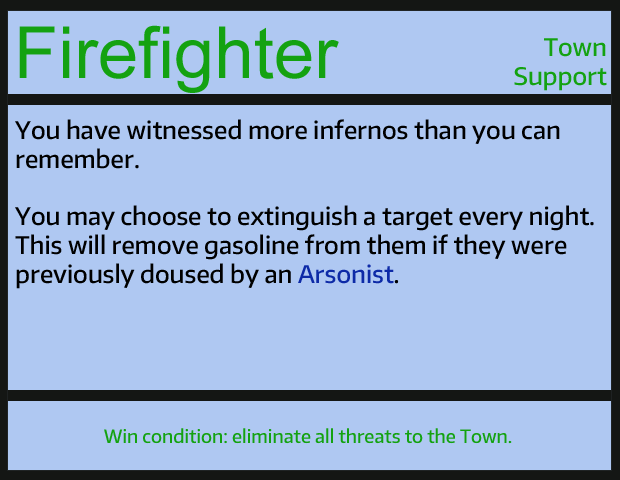 Firefighter
Town
Support
You have witnessed more infernos than you can
remember.
You may choose to extinguish a target every night.
This will remove gasoline from them if they were
previously doused by an Arsonist.
Win condition: eliminate all threats to the Town.